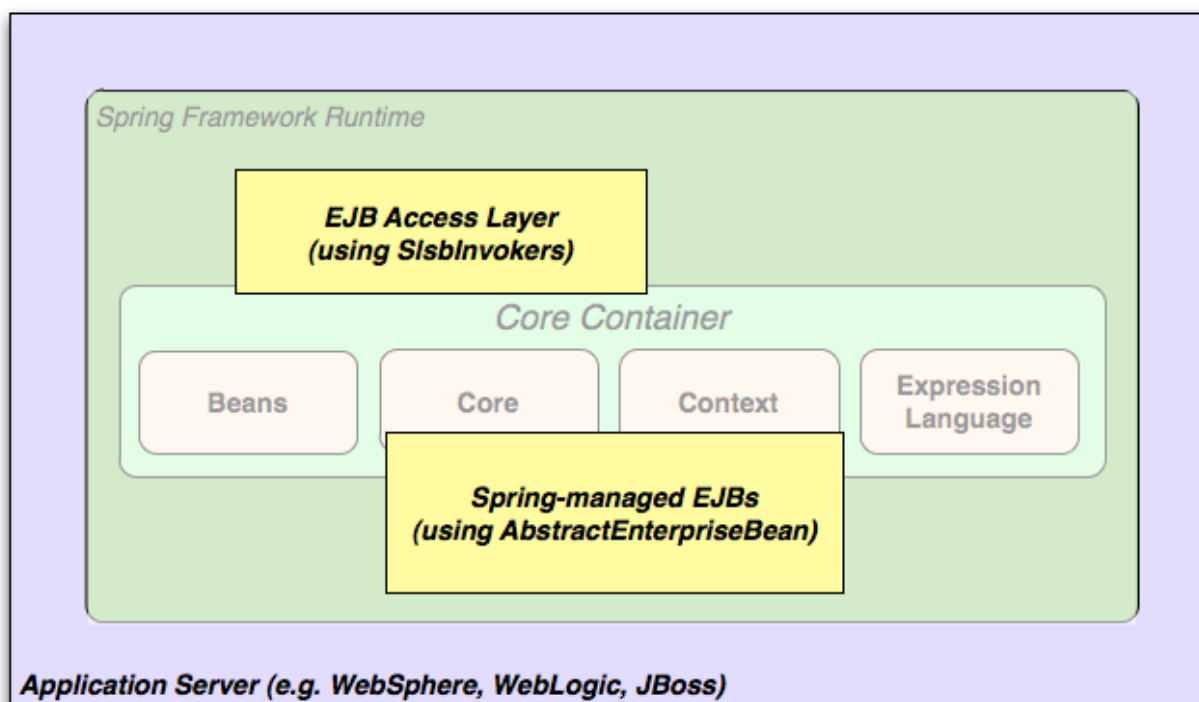 Spring Framework Runtime
EJB Access Layer
(using SlsbInvokers)
Core Container
Beans
Core
Context
Expression
Language
Spring-managed EJBs
(using AbstractEnterpriseBean)
Application Server (e.g. WebSphere, WebLogic, JBoss)